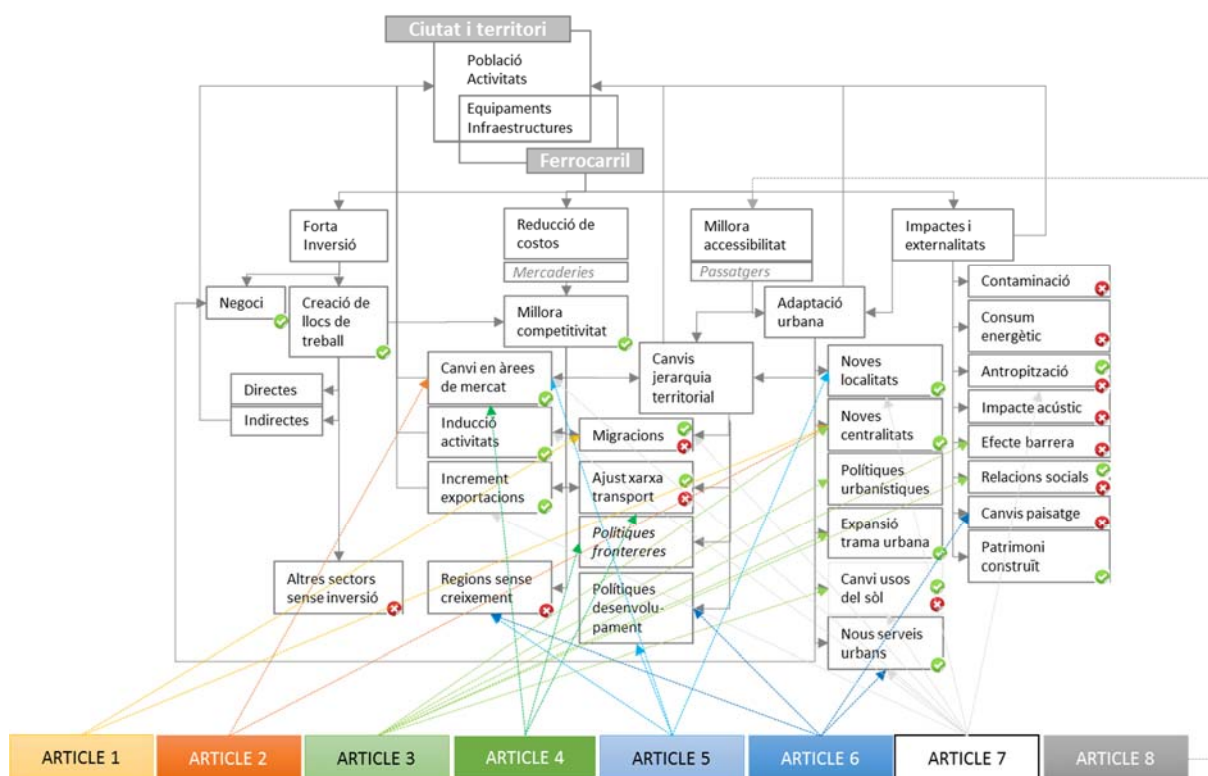 Ciutat i territori
Població
Activitats
Equipaments
Infraestructures
Ferrocarril
Forta
Inversió
Reducció de
costos
Mercaderies
Millora
accessibilitat
Passatgers
Impactes i
externalitats
Negoci
Creació de
llocs de
treball
Millora
competitivitat
Adaptació
urbana
Contaminació
Consum
energètic
Canvi en àrees
de mercat
Canvis
jerarquia
territorial
Noves
localitats
Antropització
Directes
Indirectes
Inducció
activitats
Migracions
Noves
centralitats
Impacte acústic
Efecte barrera
Increment
exportacions
Ajust xarxa
transport
Polítiques
urbanístiques
Relacions socials
Canvis paisatge
Polítiques
frontereres
Expansió
trama urbana
Patrimoni
construït
Altres sectors
sense inversió
Regions sense
creixement
Polítiques
desenvolu-
pament
Canvi usos
del sòl
Nous serveis
urbans
ARTICLE 1
ARTICLE 2
ARTICLE 3
ARTICLE 4
ARTICLE 5
ARTICLE 6
ARTICLE 7
ARTICLE 8